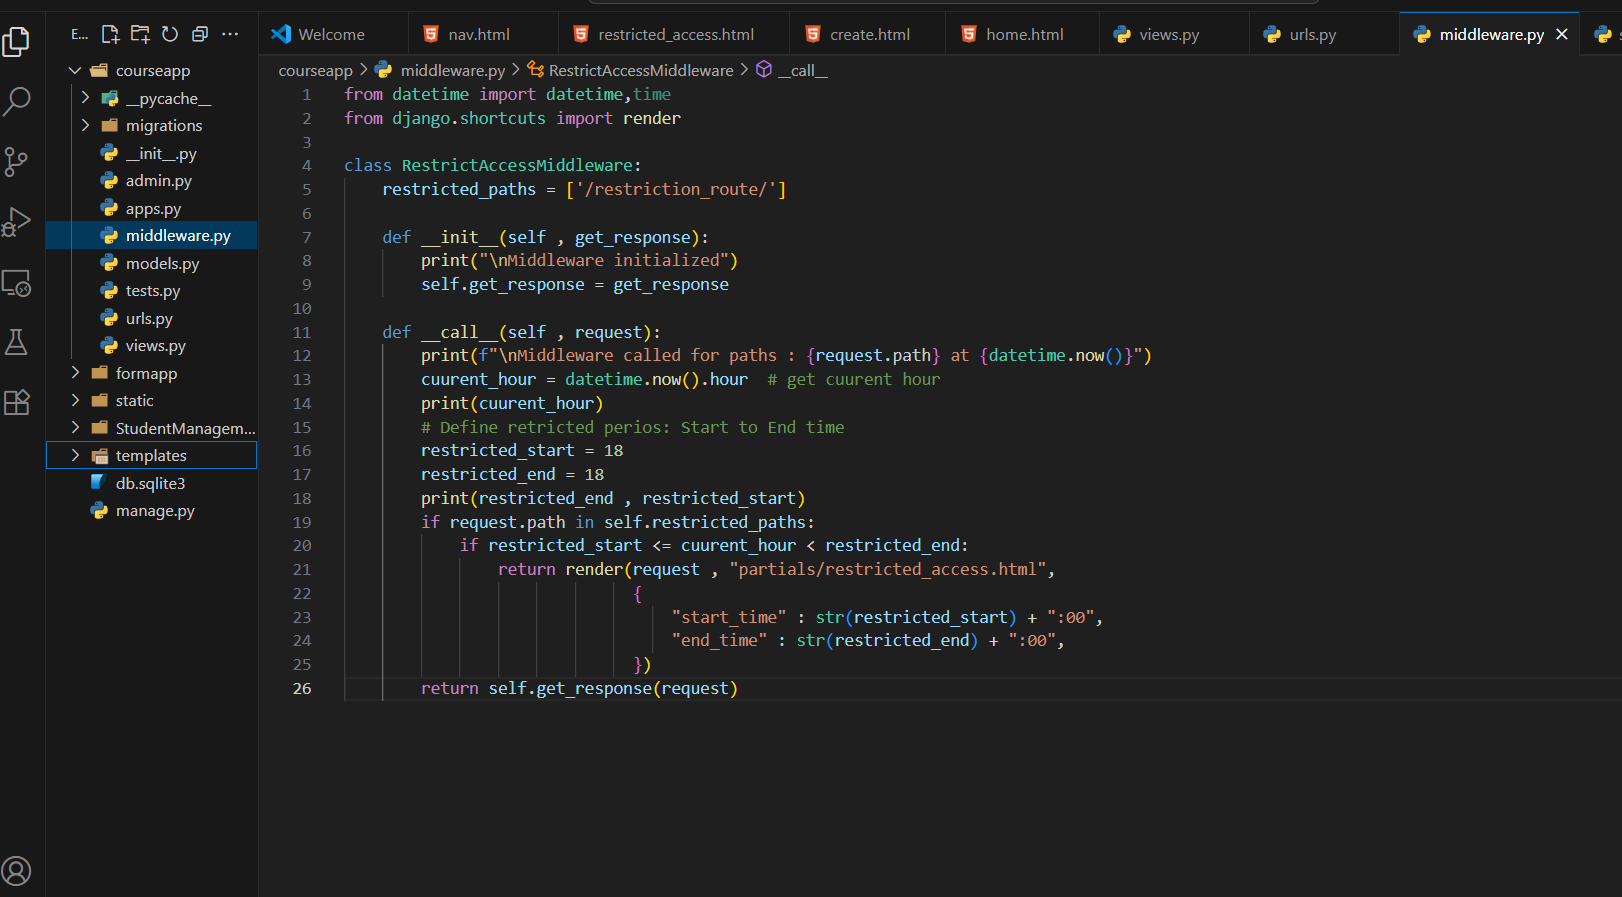 E...
Welcome
nav.html
restricted_access.html
create.html
home.html
views.py
urls.py
middleware.py
courseapp
__pycache__
migrations
__init__.py
admin.py
apps.py
middleware.py
models.py
tests.py
urls.py
views.py
formapp
static
StudentManagem...
templates
db.sqlite3
manage.py
courseapp > middleware.py > RestrictAccessMiddleware > __call__
1 from datetime import datetime,time
2 from django.shortcuts import render
3
4 class RestrictAccessMiddleware:
5 restricted_paths = ['/restriction_route/']
6
7 def __init__(self , get_response):
8 print("\nMiddleware initialized")
9 self.get_response = get_response
10
11 def __call__(self , request):
12 print(f"\nMiddleware called for paths : {request.path} at {datetime.now()}")
13 cuurent_hour = datetime.now().hour # get cuurent hour
14 print(cuurent_hour)
15 # Define retricted perios: Start to End time
16 restricted_start = 18
17 restricted_end = 18
18 print(restricted_end , restricted_start)
19 if request.path in self.restricted_paths:
20 if restricted_start <= cuurent_hour < restricted_end:
21 return render(request , "partials/restricted_access.html",
22 {
23 "start_time" : str(restricted_start) + ":00",
24 "end_time" : str(restricted_end) + ":00",
25 })
26 return self.get_response(request)